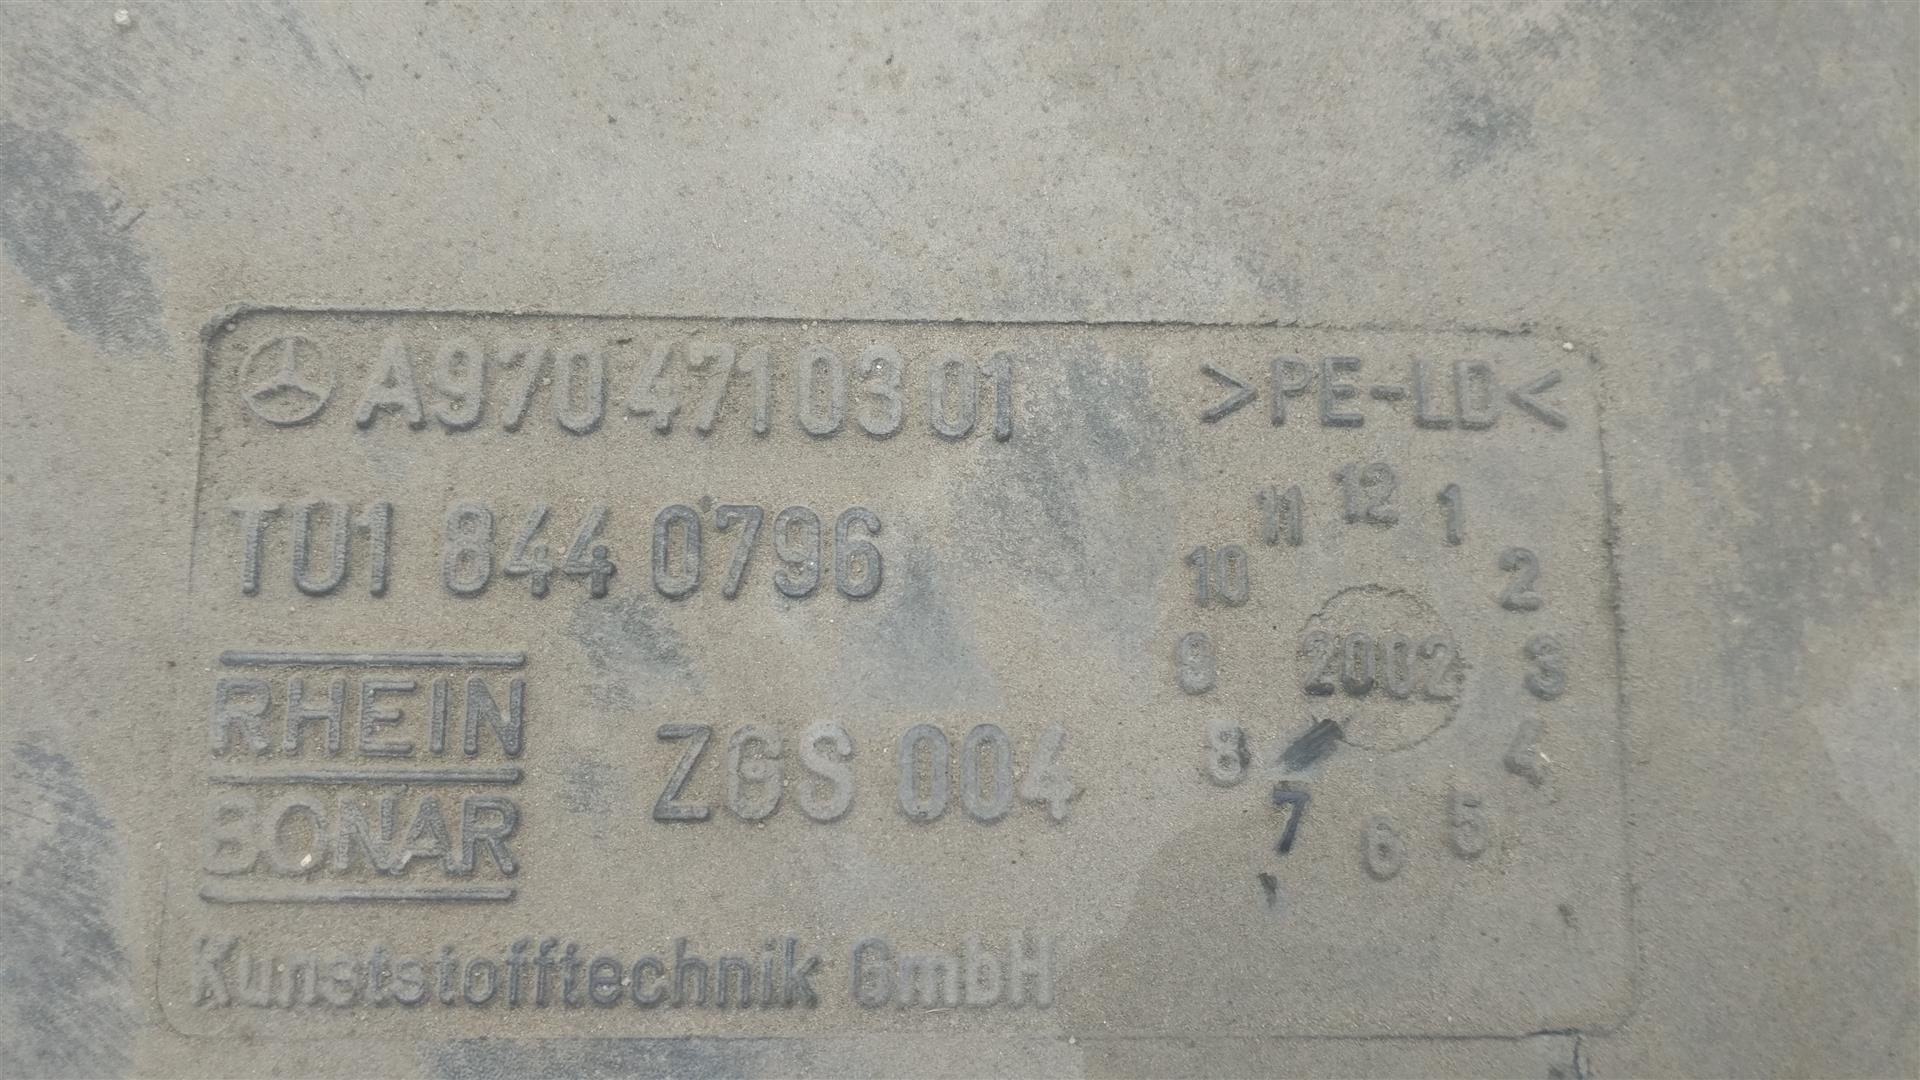 A970 471 03 01 >PE-LD<
TU1 844 0796
RHEIN
BONAR
ZGS 004
Kunststofftechnik GmbH
12
11 1
10 2
9 2002 3
8 4
7 5
6